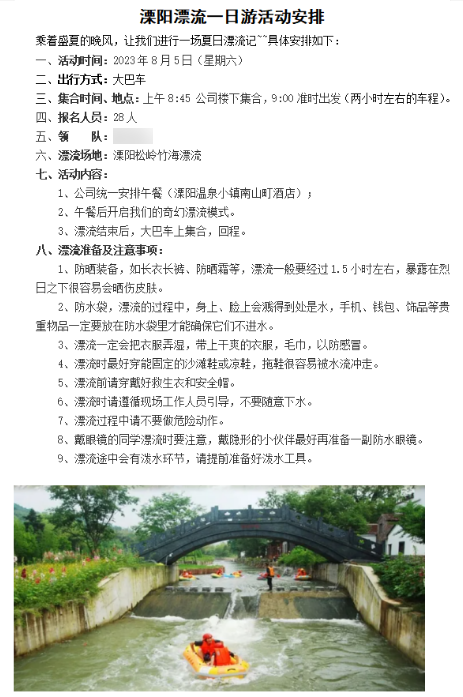 溧阳漂流一日游活动安排
乘着盛夏的晚风，让我们进行一场夏日漂流记~~具体安排如下：
一、活动时间：2023年8月5日（星期六）
二、出行方式：大巴车
三、集合时间、地点：上午8:45 公司楼下集合，9:00 准时出发（两小时左右的车程）。
四、报名人员：28人
五、领　　队：
六、漂流场地：溧阳松岭竹海漂流
七、活动内容：
1、公司统一安排午餐（溧阳温泉小镇南山町酒店）；
2、午餐后开启我们的奇幻漂流模式。
3、漂流结束后，大巴车上集合，回程。
八、漂流准备及注意事项：
1、防晒装备，如长衣长裤、防晒霜等，漂流一般要经过1.5小时左右，暴露在烈
日之下很容易会晒伤皮肤。
2、防水袋，漂流的过程中，身上、脸上会溅得到处是水，手机、钱包、饰品等贵
重物品一定要放在防水袋里才能确保它们不进水。
3、漂流一定会把衣服弄湿，带上干爽的衣服，毛巾，以防感冒。
4、漂流时最好穿能固定的沙滩鞋或凉鞋，拖鞋很容易被水流冲走。
5、漂流前请穿戴好救生衣和安全帽。
6、漂流时请遵循现场工作人员引导，不要随意下水。
7、漂流过程中请不要做危险动作。
8、戴眼镜的同学漂流时要注意，戴隐形的小伙伴最好再准备一副防水眼镜。
9、漂流途中会有泼水环节，请提前准备好泼水工具。